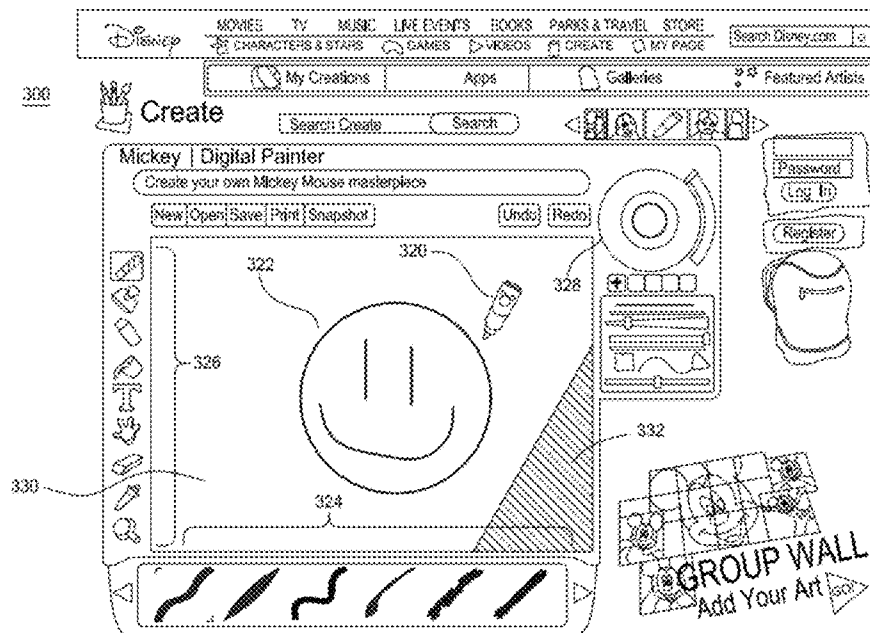 Disney
MOVIES TV MUSIC LIVE EVENTS BOOKS PARKS & TRAVEL STORE
CHARACTERS & STARS GAMES VIDEOS CREATE MY PAGE
Search Disney.com
My Creations Apps Galleries Featured Artists
300
Create
Search Create Search
Mickey | Digital Painter
Create your own Mickey Mouse masterpiece
New Open Save Print Snapshot Undo Redo
Password
Log In
Register
320
322
328
326
332
330
324
GROUP WALL
Add Your Art GO!